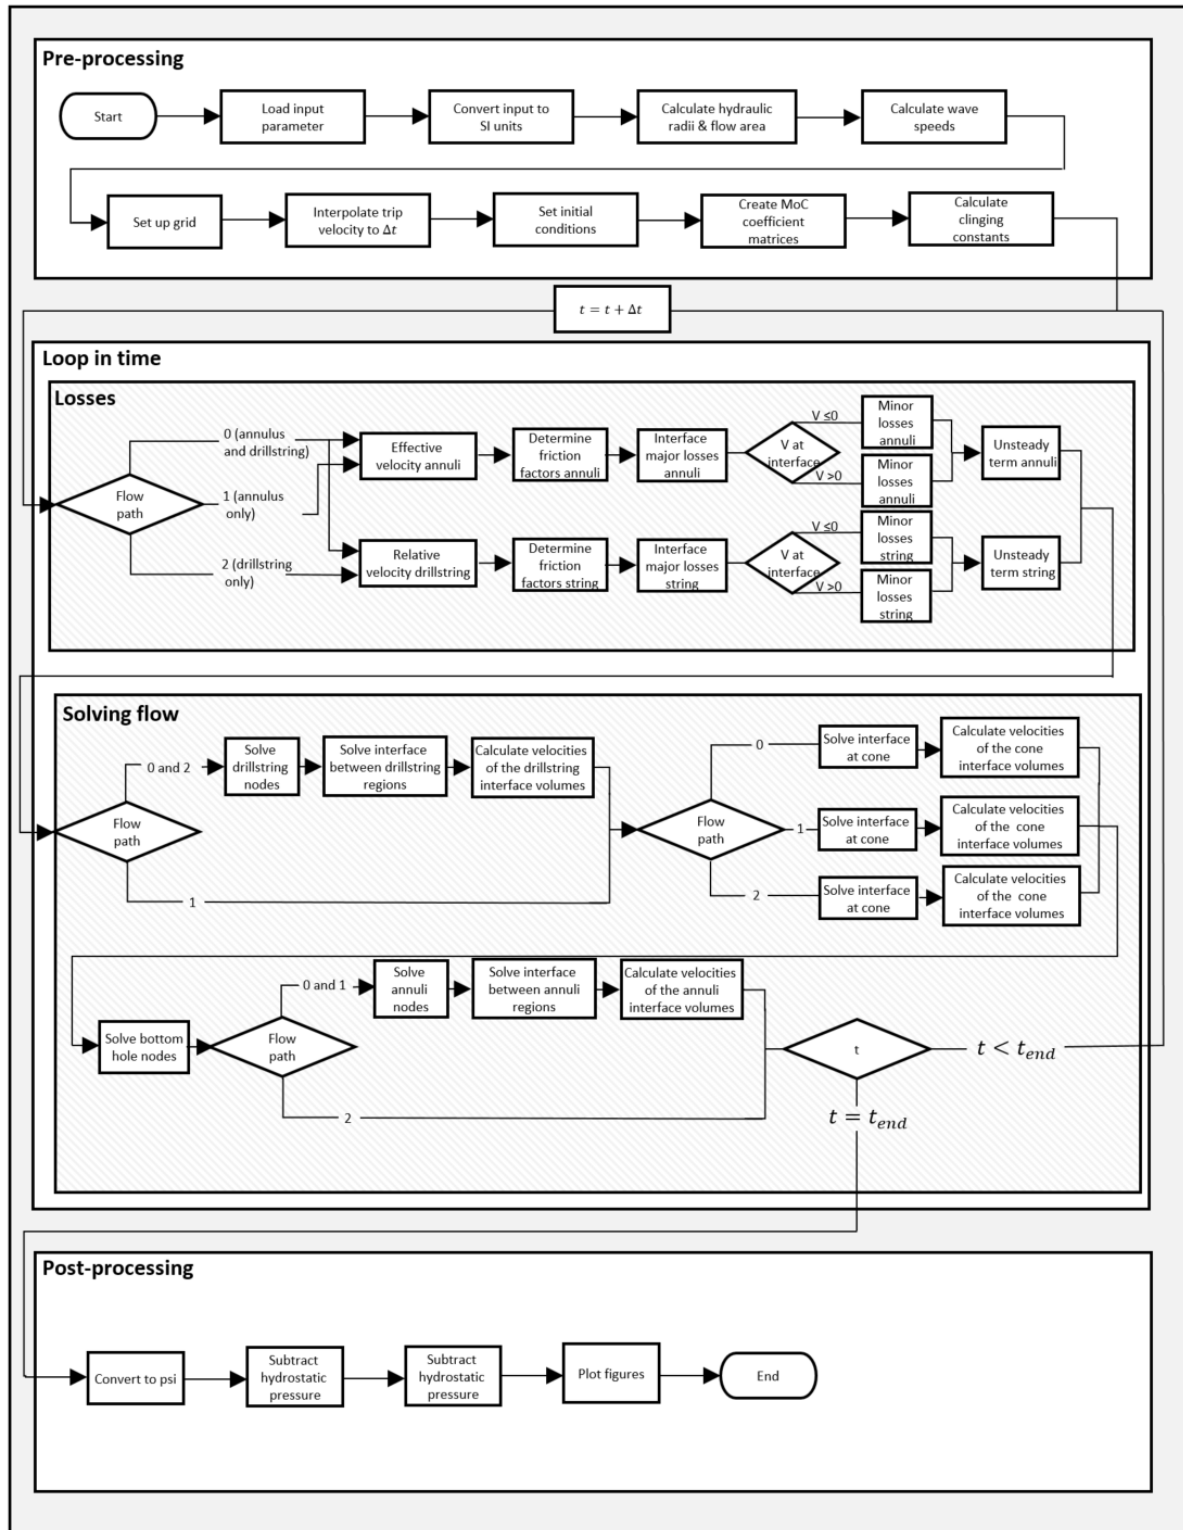 Pre-processing
Start
Load input
parameter
Convert input to
SI units
Calculate hydraulic
radii & flow area
Calculate wave
speeds
Set up grid
Interpolate trip
velocity to Δt
Set initial
conditions
Create MoC
coefficient
matrices
Calculate
clinging
constants
t = t + Δt
Loop in time
Losses
Flow
path
0 (annulus
and drillstring)
1 (annulus
only)
2 (drillstring
only)
Effective
velocity annuli
Determine
friction
factors annuli
Interface
major losses
annuli
V at
interface
V ≤0
V >0
Minor
losses
annuli
Minor
losses
annuli
Unsteady
term annuli
Relative
velocity drillstring
Determine
friction
factors string
Interface
major losses
string
V at
interface
V ≤0
V >0
Minor
losses
string
Minor
losses
string
Unsteady
term string
Solving flow
Flow
path
0 and 2
1
Solve
drillstring
nodes
Solve interface
between drillstring
regions
Calculate velocities
of the drillstring
interface volumes
Flow
path
0
Solve interface
at cone
Calculate velocities
of the cone
interface volumes
1
Solve interface
at cone
Calculate velocities
of the cone
interface volumes
2
Solve interface
at cone
Calculate velocities
of the cone
interface volumes
Solve bottom
hole nodes
Flow
path
0 and 1
2
Solve
annuli
nodes
Solve interface
between annuli
regions
Calculate velocities
of the annuli
interface volumes
t
t < tend
t = tend
Post-processing
Convert to psi
Subtract
hydrostatic
pressure
Subtract
hydrostatic
pressure
Plot figures
End